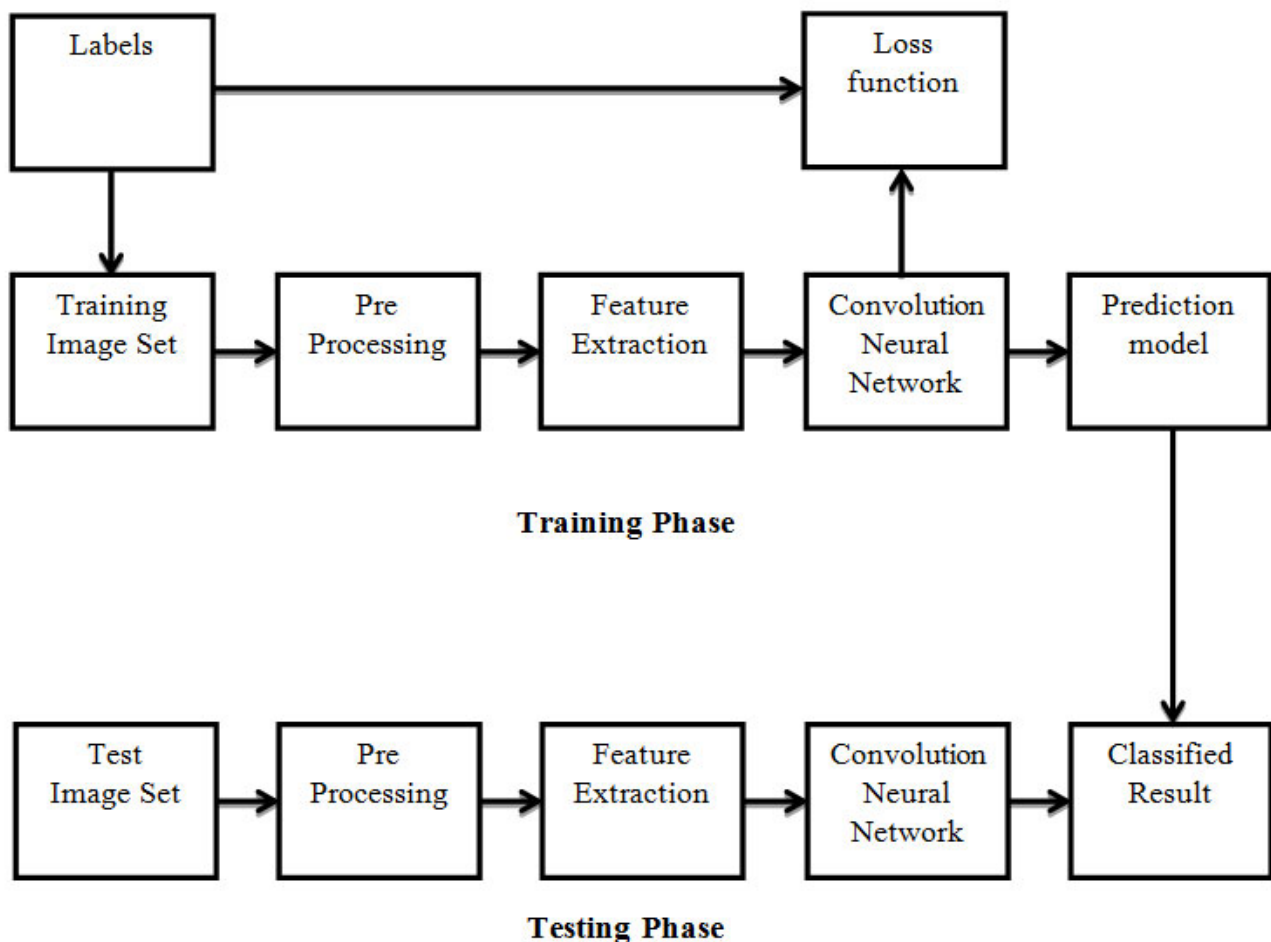 Labels
Loss
function
Training
Image Set
Pre
Processing
Feature
Extraction
Convolution
Neural
Network
Prediction
model
Training Phase
Test
Image Set
Pre
Processing
Feature
Extraction
Convolution
Neural
Network
Classified
Result
Testing Phase